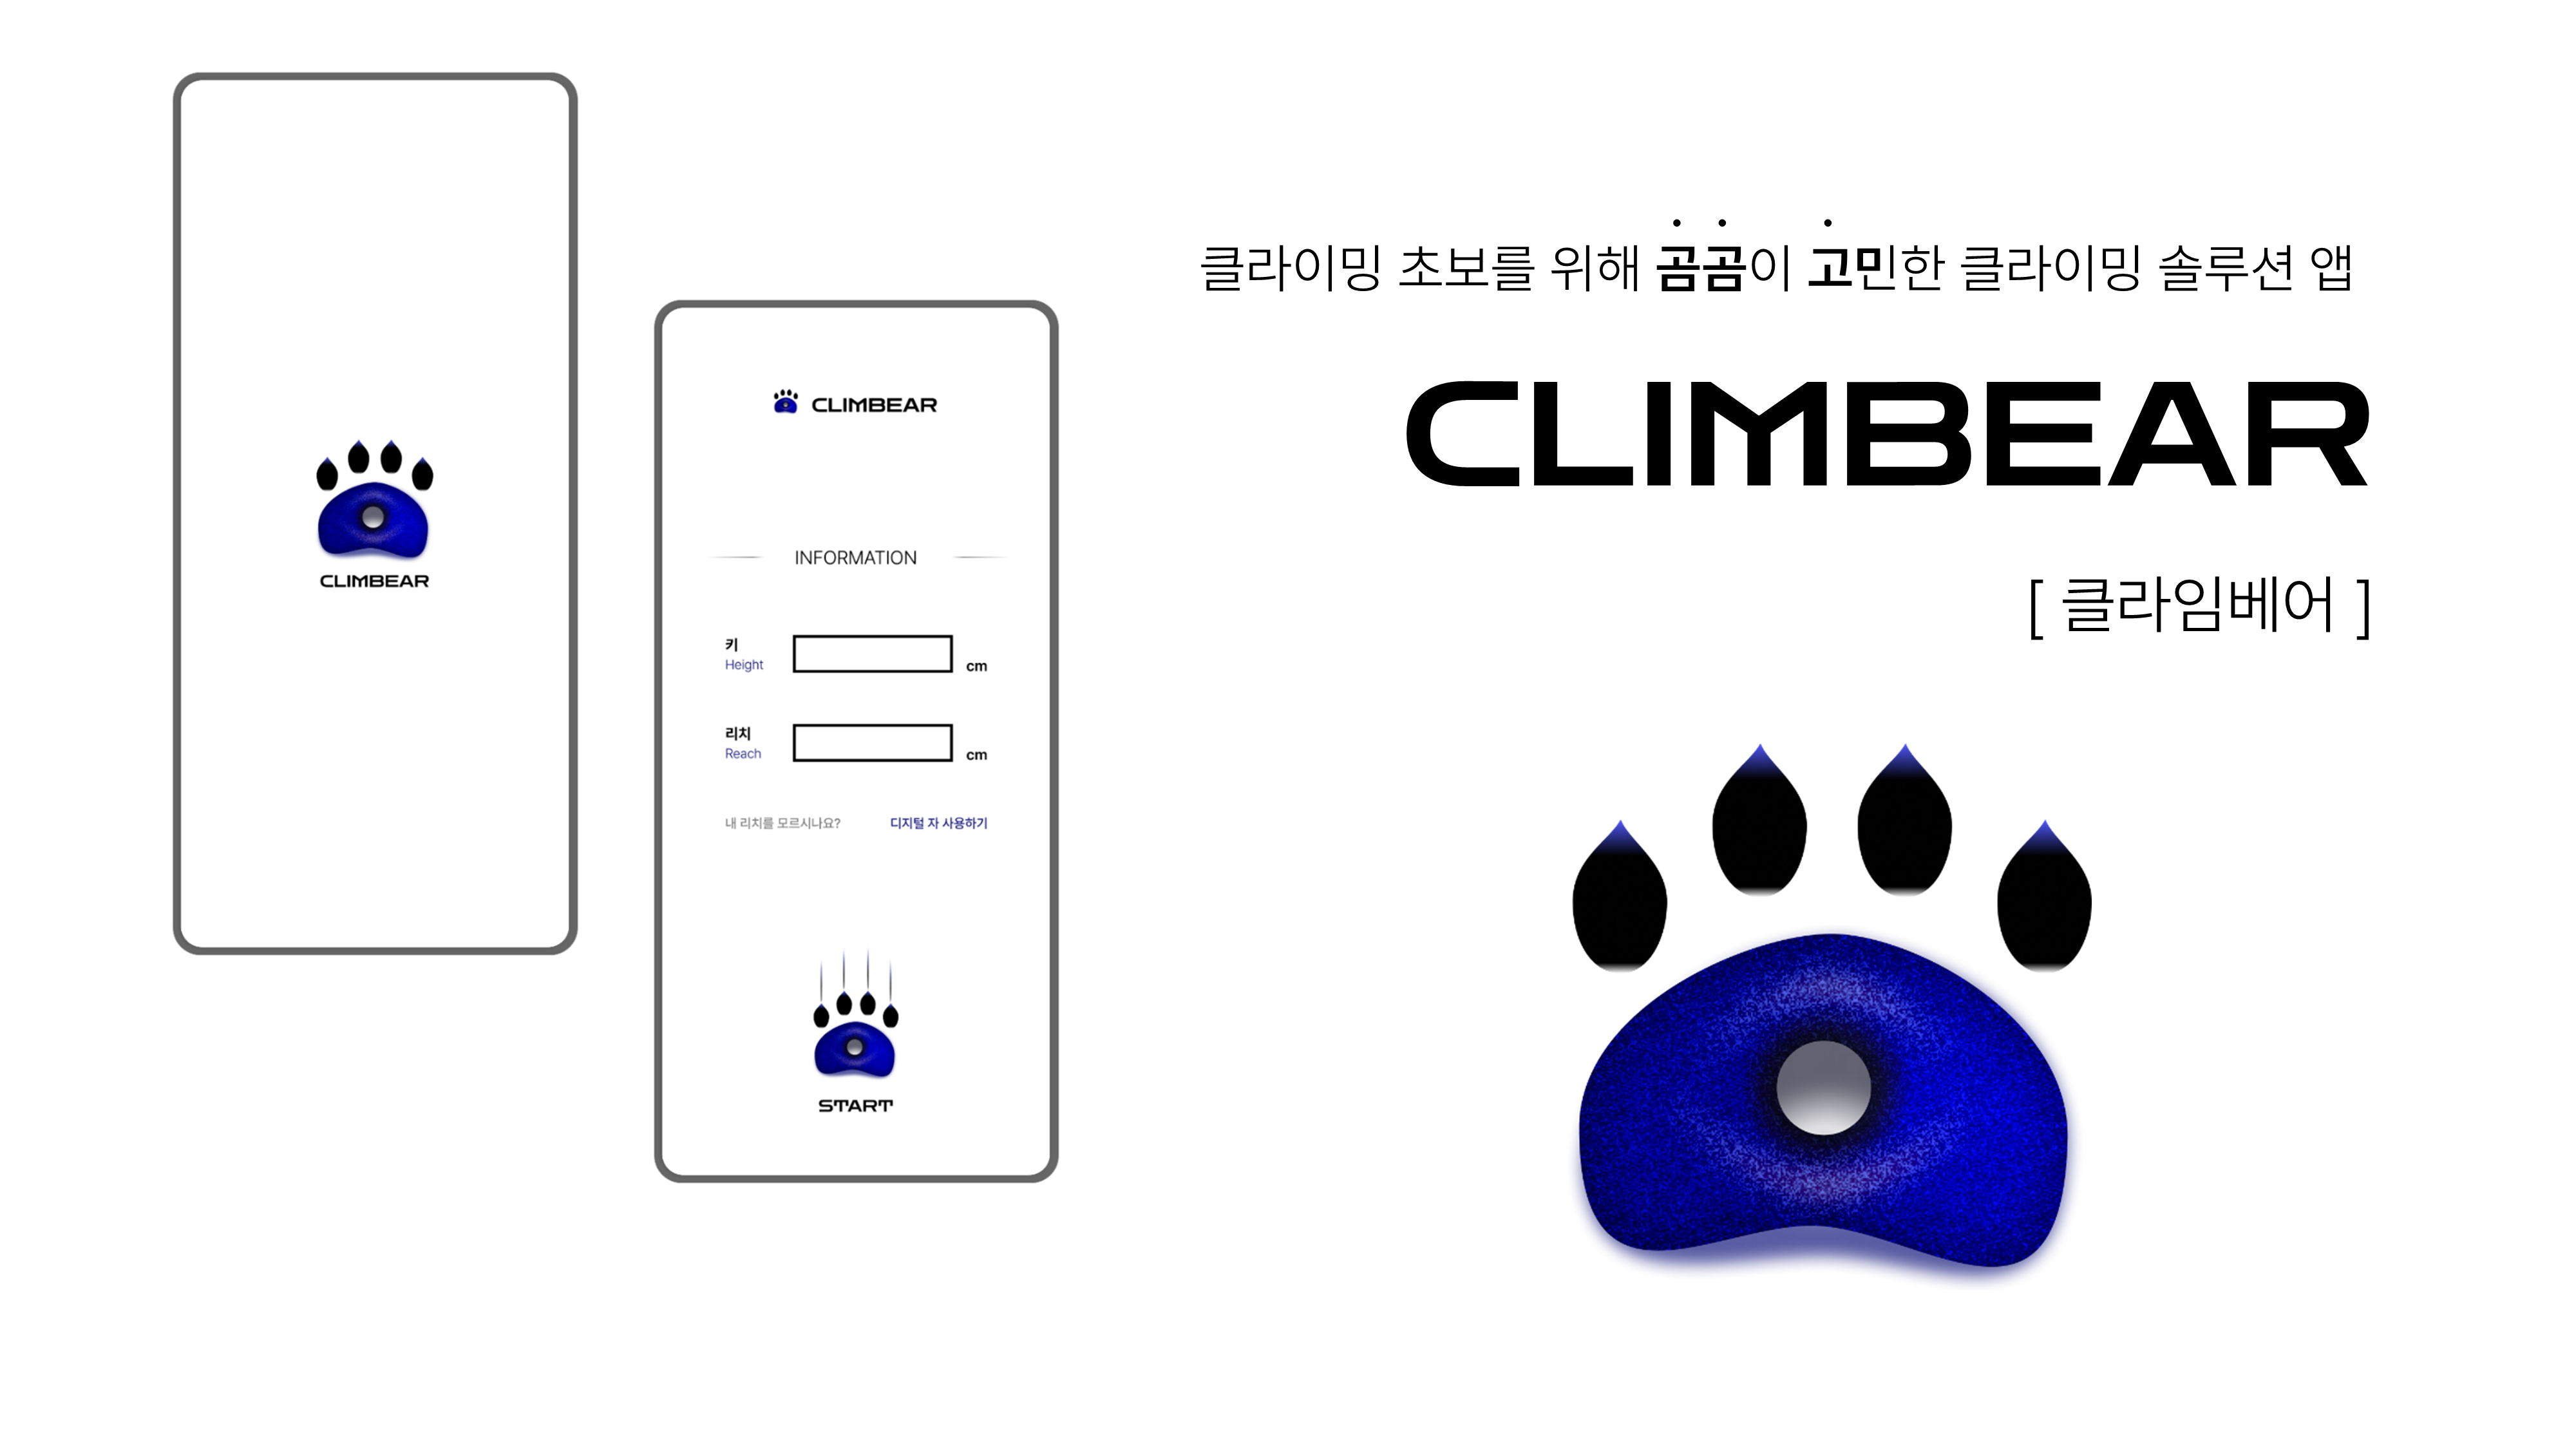 CLIMBEAR
CLIMBEAR
INFORMATION
키
Height
cm
리치
Reach
cm
내 리치를 모르시나요? 디지털 자 사용하기
START
클라이밍 초보를 위해 곰곰이 고민한 클라이밍 솔루션 앱
CLIMBEAR
[ 클라임베어 ]